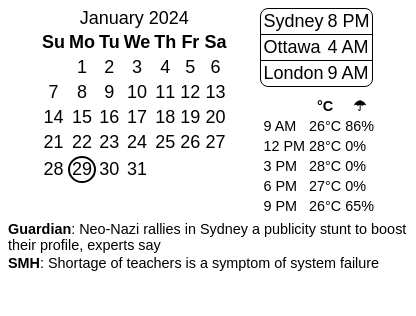 January 2024
Su Mo Tu We Th Fr Sa
1 2 3 4 5 6
7 8 9 10 11 12 13
14 15 16 17 18 19 20
21 22 23 24 25 26 27
28 29 30 31
Sydney 8 PM
Ottawa 4 AM
London 9 AM
°C ☂
9 AM 26°C 86%
12 PM 28°C 0%
3 PM 28°C 0%
6 PM 27°C 0%
9 PM 26°C 65%
Guardian: Neo-Nazi rallies in Sydney a publicity stunt to boost
their profile, experts say
SMH: Shortage of teachers is a symptom of system failure